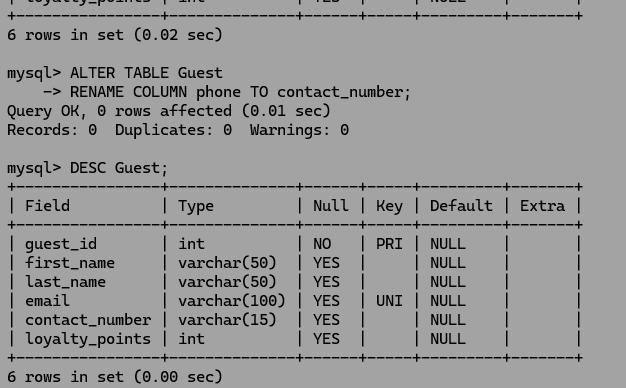 | loyalty_points | int          | YES  |     | NULL    |       |
+----------------+--------------+------+-----+---------+-------+
6 rows in set (0.02 sec)

mysql> ALTER TABLE Guest
    -> RENAME COLUMN phone TO contact_number;
Query OK, 0 rows affected (0.01 sec)
Records: 0  Duplicates: 0  Warnings: 0

mysql> DESC Guest;
+----------------+--------------+------+-----+---------+-------+
| Field          | Type         | Null | Key | Default | Extra |
+----------------+--------------+------+-----+---------+-------+
| guest_id       | int          | NO   | PRI | NULL    |       |
| first_name     | varchar(50)  | YES  |     | NULL    |       |
| last_name      | varchar(50)  | YES  |     | NULL    |       |
| email          | varchar(100) | YES  | UNI | NULL    |       |
| contact_number | varchar(15)  | YES  |     | NULL    |       |
| loyalty_points | int          | YES  |     | NULL    |       |
+----------------+--------------+------+-----+---------+-------+
6 rows in set (0.00 sec)